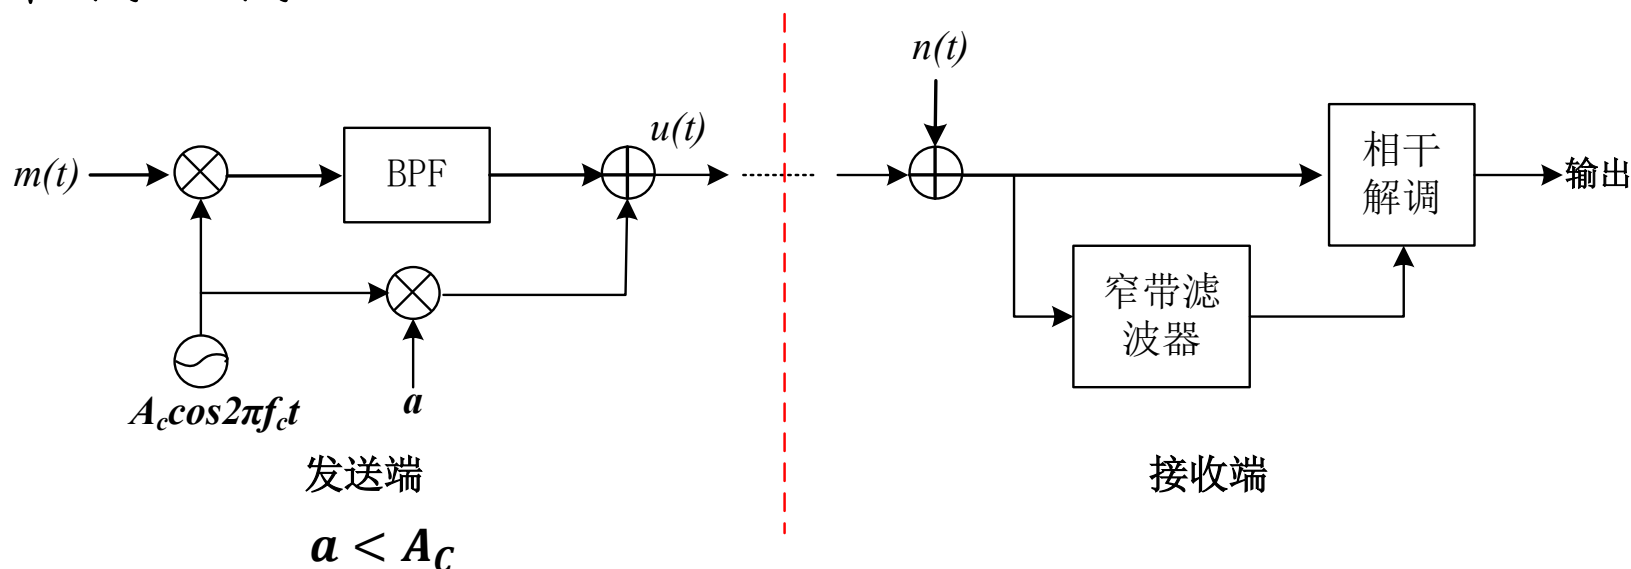 n(t)
u(t)
m(t)
BPF
相干
解调
输出
窄带滤
波器
A_c cos2πf_c t
a
发送端
接收端
a < A_C